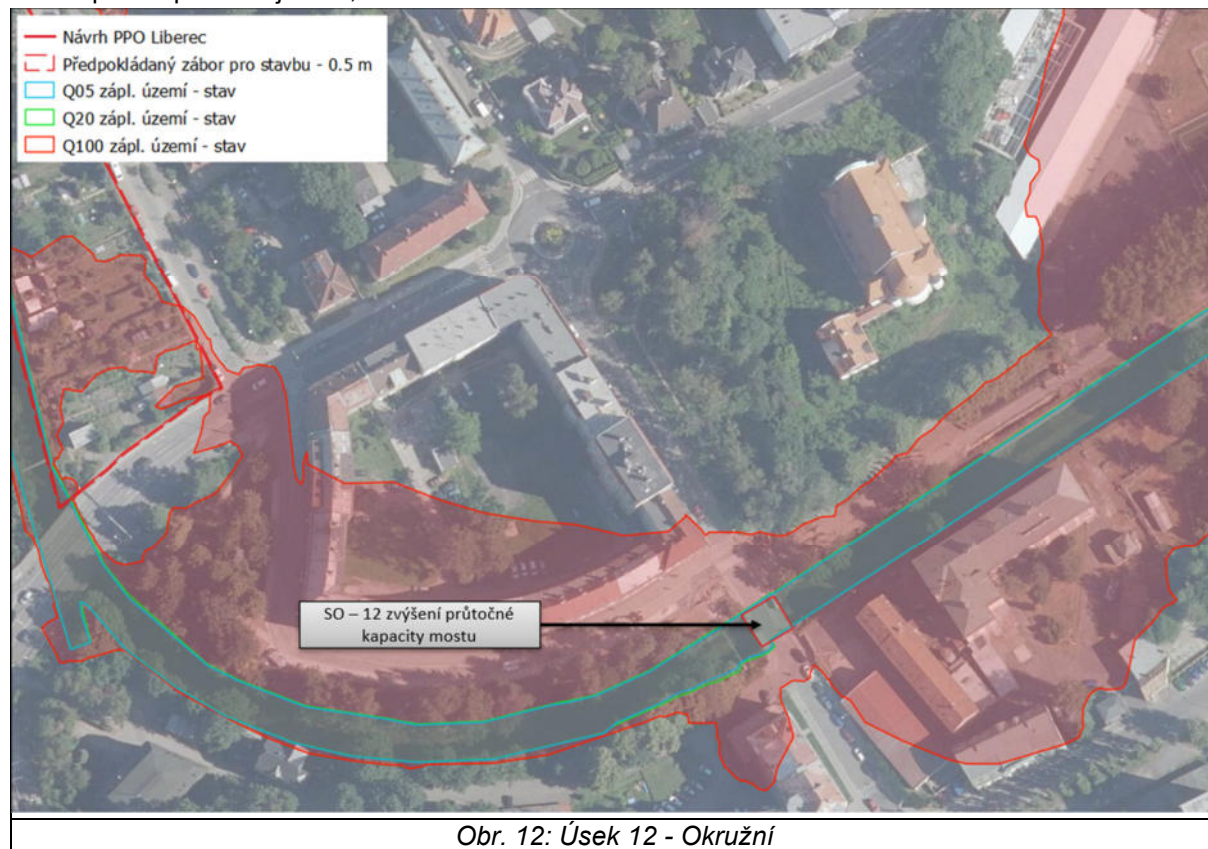 Návrh PPO Liberec
Předpokládaný zábor pro stavbu - 0.5 m
Q05 zápl. území - stav
Q20 zápl. území - stav
Q100 zápl. území - stav
SO – 12 zvýšení průtočné
kapacity mostu
Obr. 12: Úsek 12 - Okružní